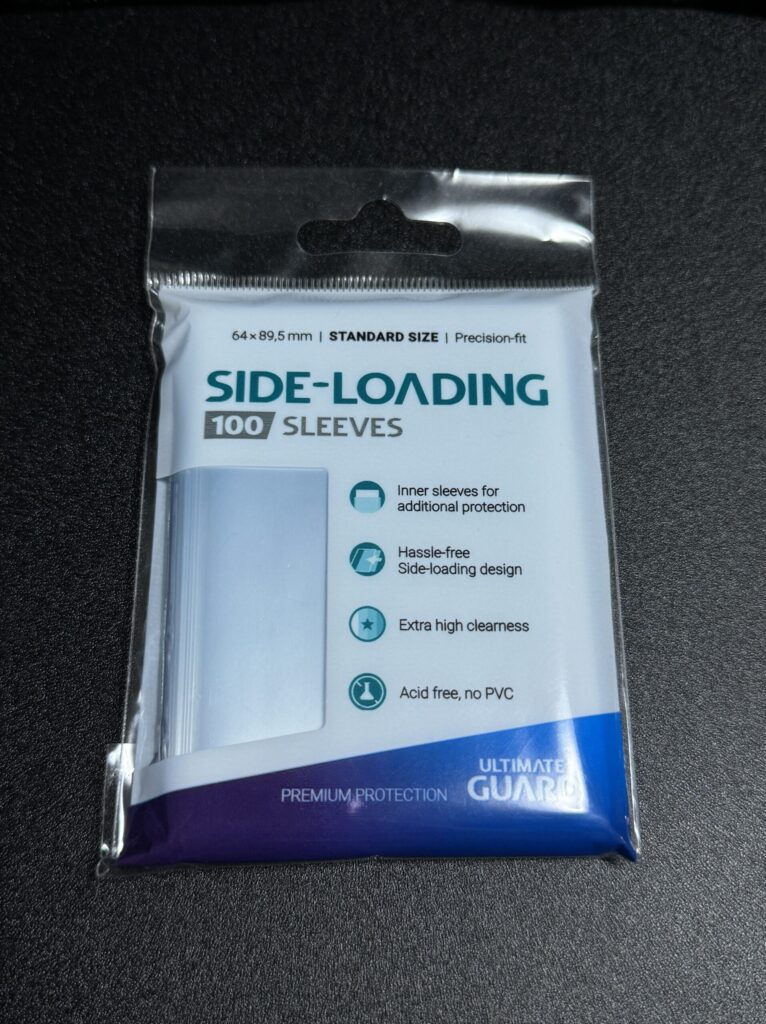 64 x 89,5 mm | STANDARD SIZE | Precision-fit
SIDE-LOADING
100 SLEEVES
Inner sleeves for
additional protection
Hassle-free
Side-loading design
Extra high clearness
Acid free, no PVC
PREMIUM PROTECTION
ULTIMATE
GUARD